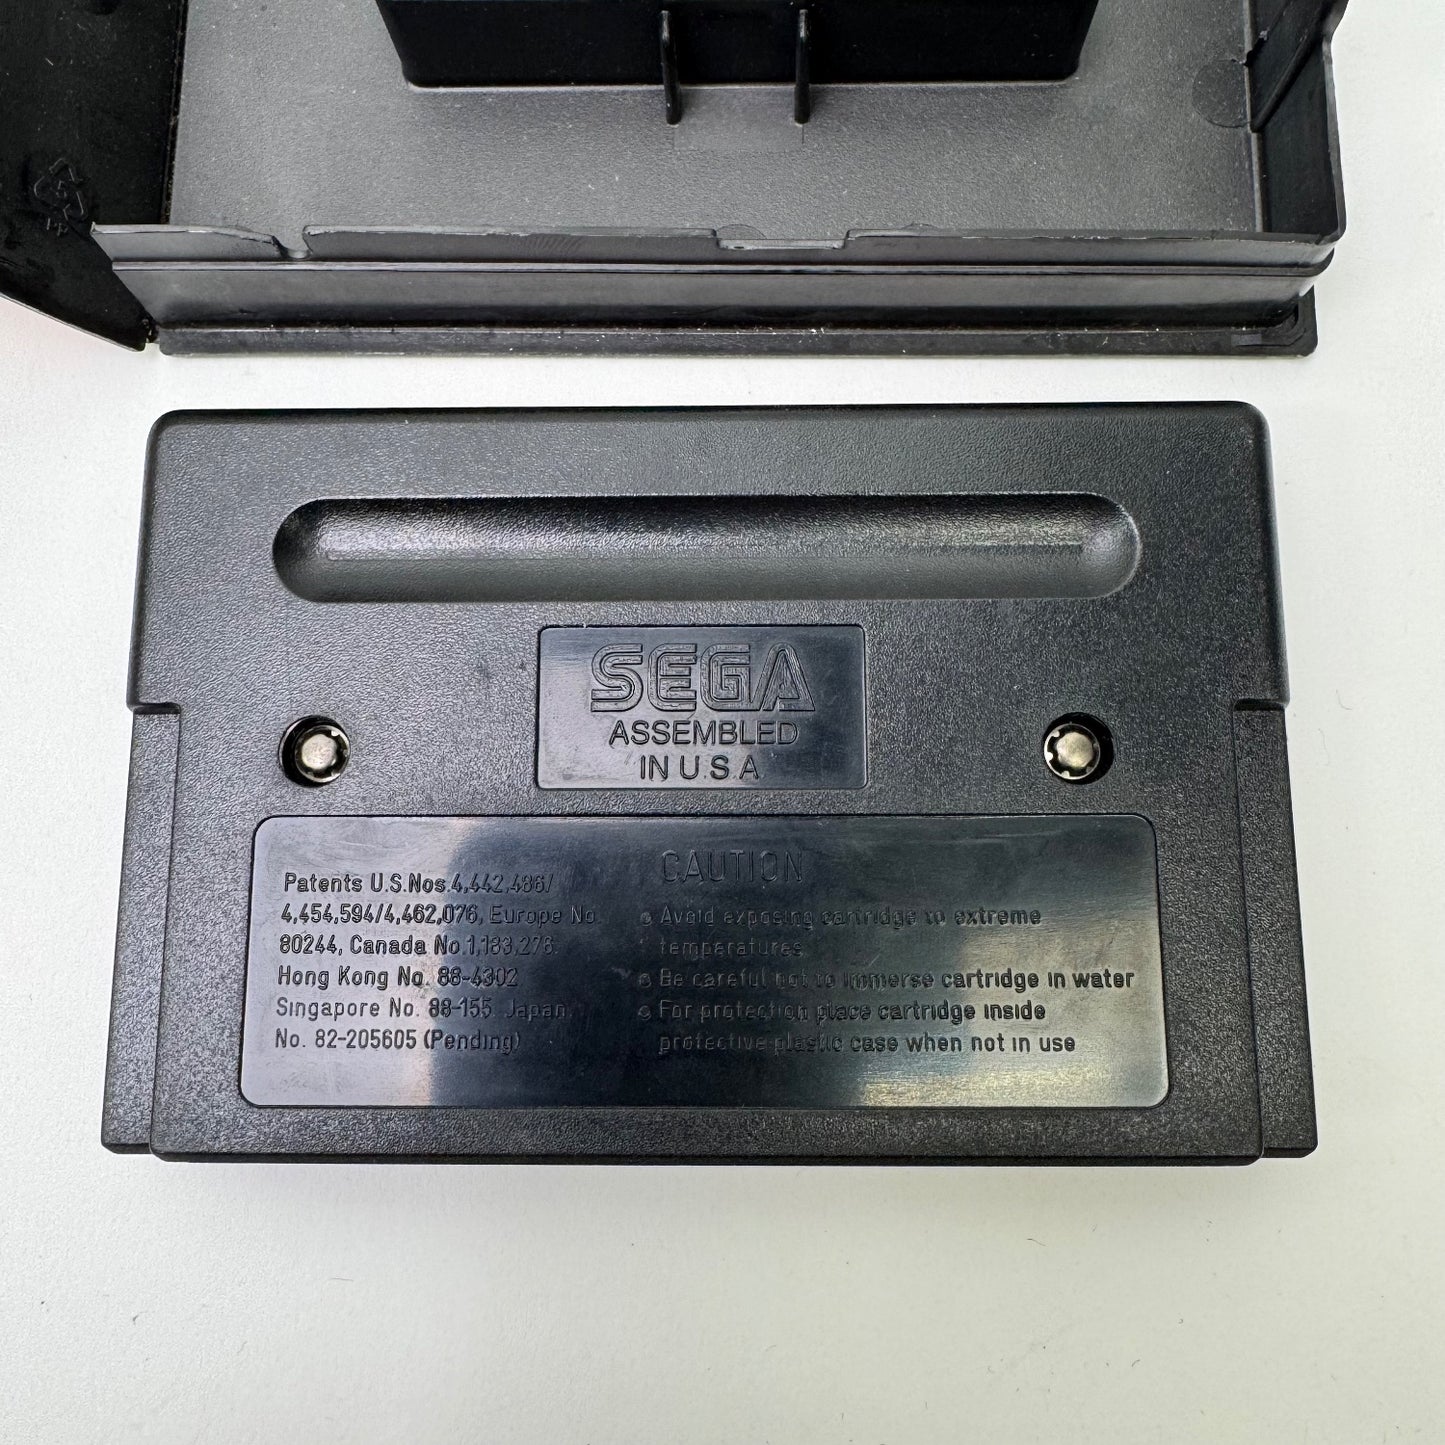 SEGA
ASSEMBLED
IN U.S.A
Patents U.S.Nos.4,442,486/
4,454,594/4,462,076, Europe No.
80244, Canada No.1,183,276
Hong Kong No. 88-4302
Singapore No. 88-155 Japan
No. 82-205605 (Pending)
CAUTION
Avoid exposing cartridge to extreme
temperatures
Be careful not to immerse cartridge in water
For protection place cartridge inside
protective plastic case when not in use